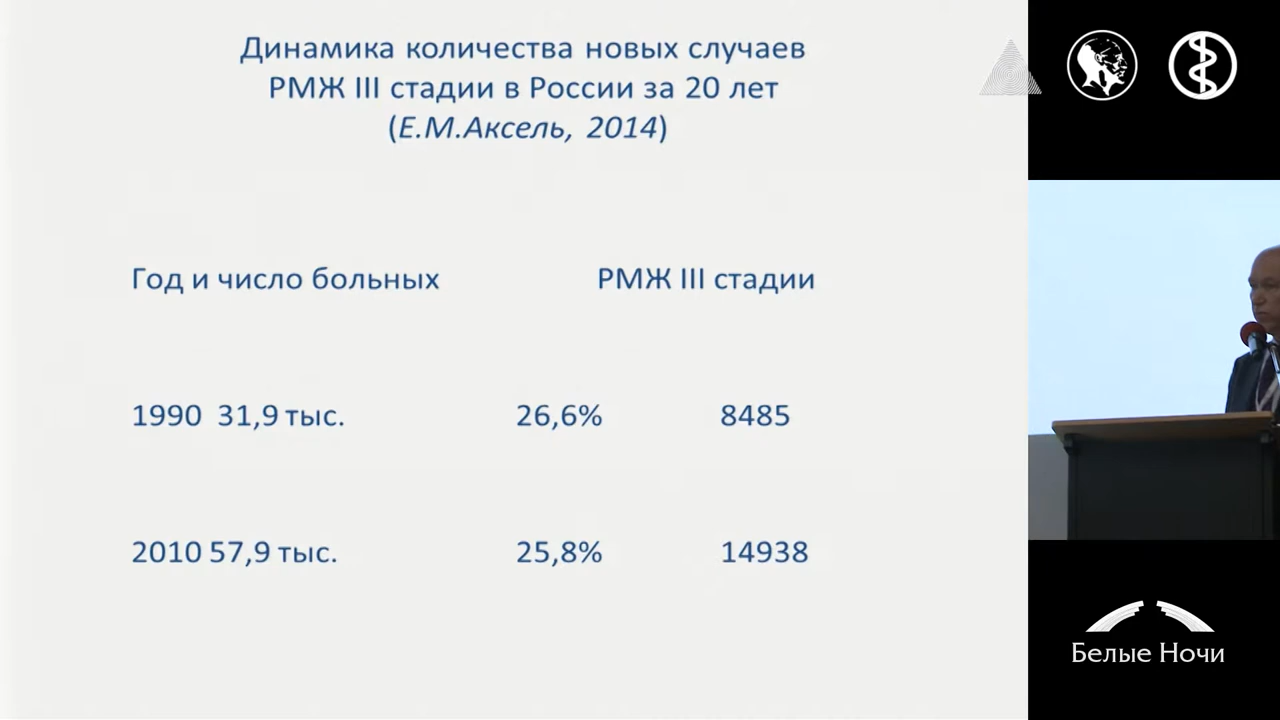 Динамика количества новых случаев
РМЖ III стадии в России за 20 лет
(Е.М.Аксель, 2014)
Год и число больных РМЖ III стадии
1990 31,9 тыс. 26,6% 8485
2010 57,9 тыс. 25,8% 14938
Белые Ночи